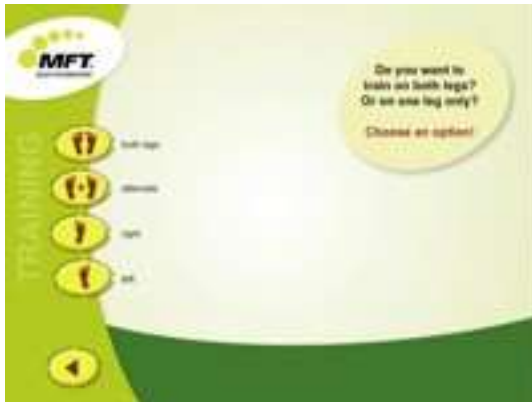 MFT
TRAINING
both legs
alternate
right
left
Do you want to
train on both legs?
Or on one leg only?
Choose an option!